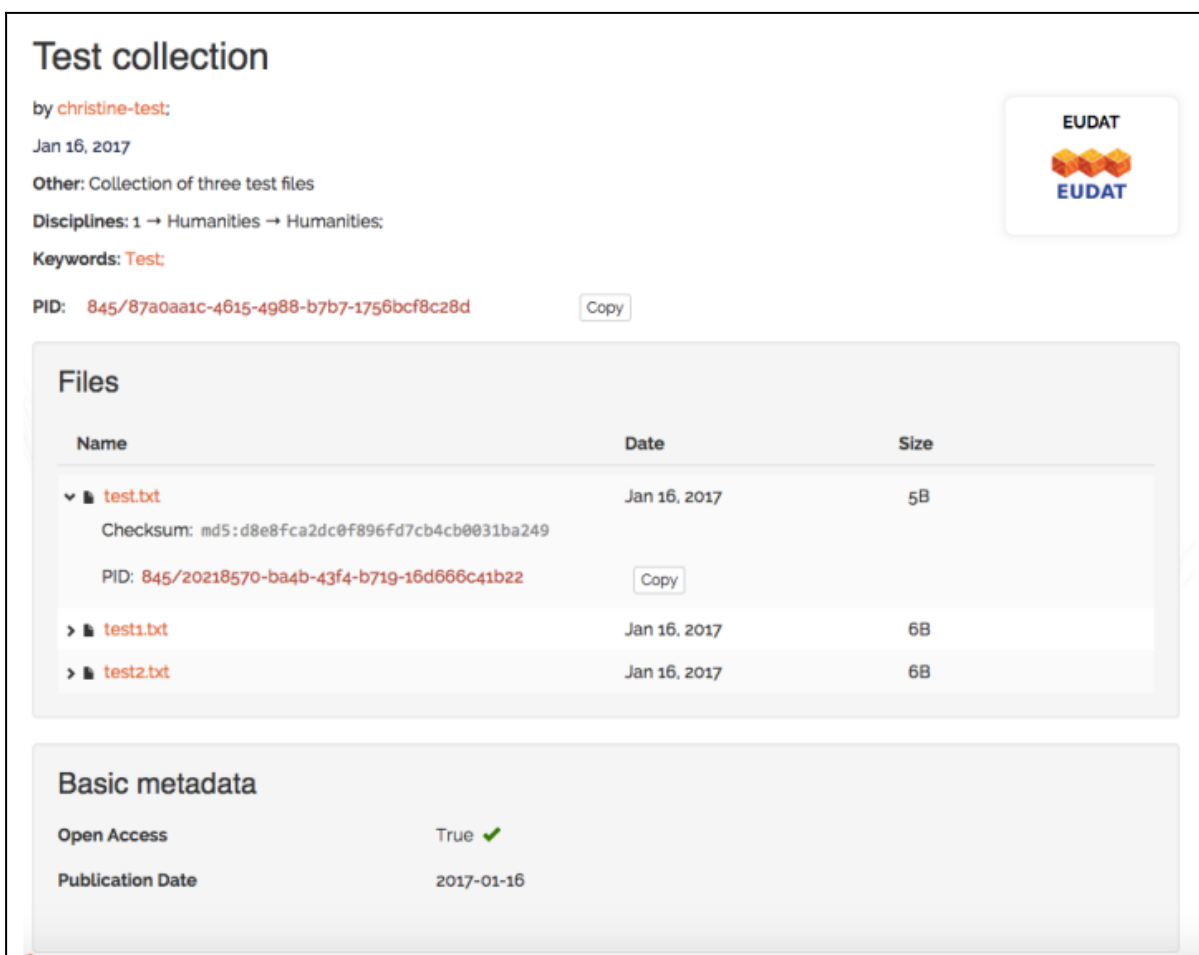 Test collection
by christine-test;
Jan 16, 2017
Other: Collection of three test files
Disciplines: 1 → Humanities → Humanities;
Keywords: Test;
EUDAT
EUDAT
PID: 845/87a0aa1c-4615-4988-b7b7-1756bcf8c28d Copy
Files
Name Date Size
test.txt Jan 16, 2017 5B
Checksum: md5:d8e8fca2dc0f896fd7cb4cb0031ba249
PID: 845/20218570-ba4b-43f4-b719-16d666c41b22 Copy
test1.txt Jan 16, 2017 6B
test2.txt Jan 16, 2017 6B
Basic metadata
Open Access True ✔
Publication Date 2017-01-16